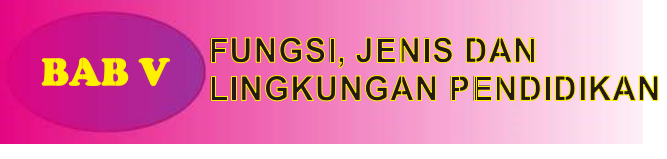 BAB V
FUNGSI, JENIS DAN
LINGKUNGAN PENDIDIKAN